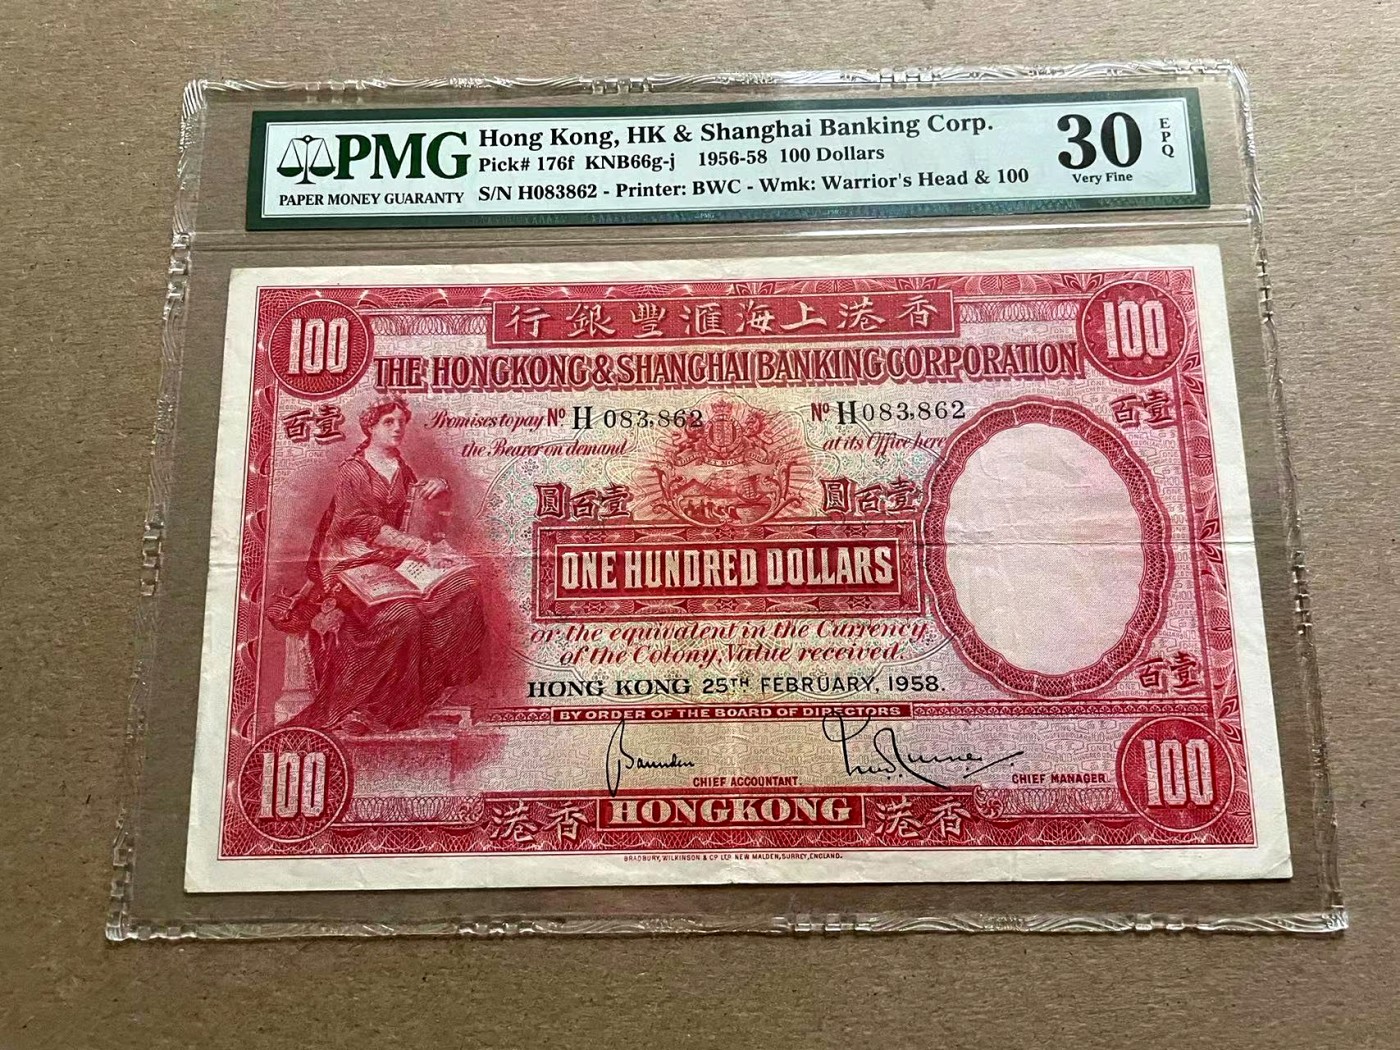 PMG
PAPER MONEY GUARANTY
Hong Kong, HK & Shanghai Banking Corp.
Pick# 176f KNB66g-j 1956-58 100 Dollars
S/N H083862 - Printer: BWC - Wmk: Warrior's Head & 100
30
EPQ
Very Fine
行銀豐滙海上港香
100
100
THE HONGKONG & SHANGHAI BANKING CORPORATION
百壹
百壹
Promises to pay Nº H 083,862
Nº H 083,862
the Bearer on demand
at its Office here
圓百壹
圓百壹
ONE HUNDRED DOLLARS
or the equivalent in the Currency
of the Colony, Value received.
百壹
HONG KONG 25TH FEBRUARY, 1958.
BY ORDER OF THE BOARD OF DIRECTORS
100
100
CHIEF ACCOUNTANT.
CHIEF MANAGER.
港香 HONGKONG 港香
BRADBURY, WILKINSON & Cº Lᴰ NEW MALDEN, SURREY, ENGLAND.